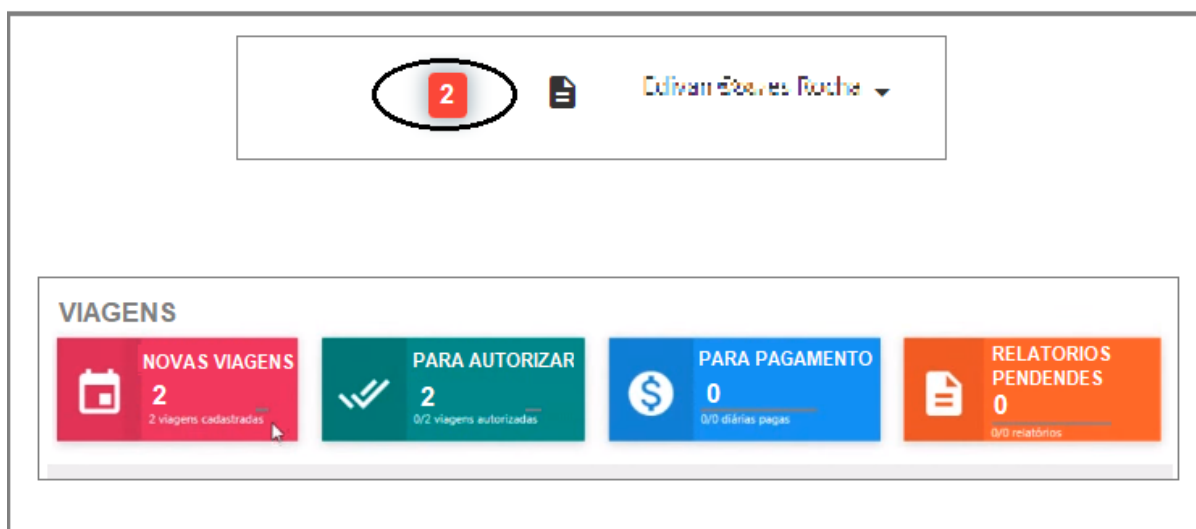 2
Rocha
VIAGENS
NOVAS VIAGENS
2
2 viagens cadastradas
PARA AUTORIZAR
2
0/2 viagens autorizadas
PARA PAGAMENTO
0
0/0 diárias pagas
RELATORIOS
PENDENDES
0
0/0 relatórios